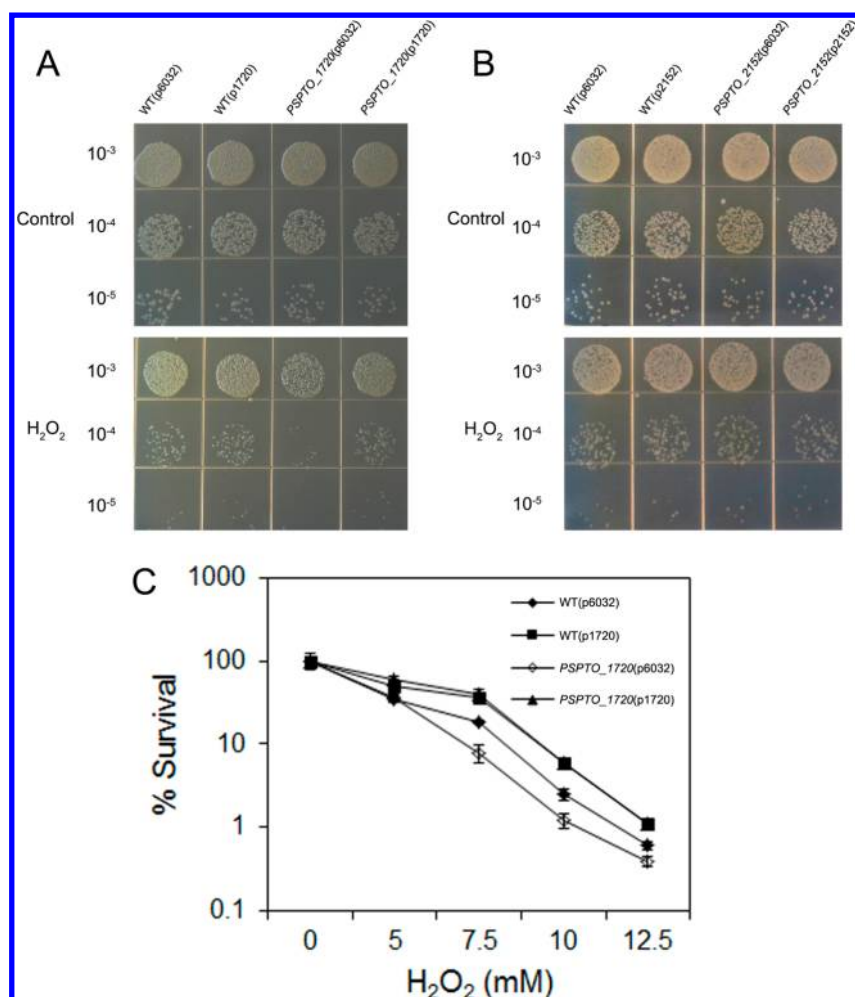 A
WT(p6032)
WT(p1720)
PSPTO_1720(p6032)
PSPTO_1720(p1720)
10⁻³
Control 10⁻⁴
10⁻⁵
10⁻³
H₂O₂ 10⁻⁴
10⁻⁵
B
WT(p6032)
WT(p2152)
PSPTO_2152(p6032)
PSPTO_2152(p2152)
10⁻³
Control 10⁻⁴
10⁻⁵
10⁻³
H₂O₂ 10⁻⁴
10⁻⁵
C
% Survival
1000
100
10
1
0.1
WT(p6032)
WT(p1720)
PSPTO_1720(p6032)
PSPTO_1720(p1720)
0 5 7.5 10 12.5
H₂O₂ (mM)